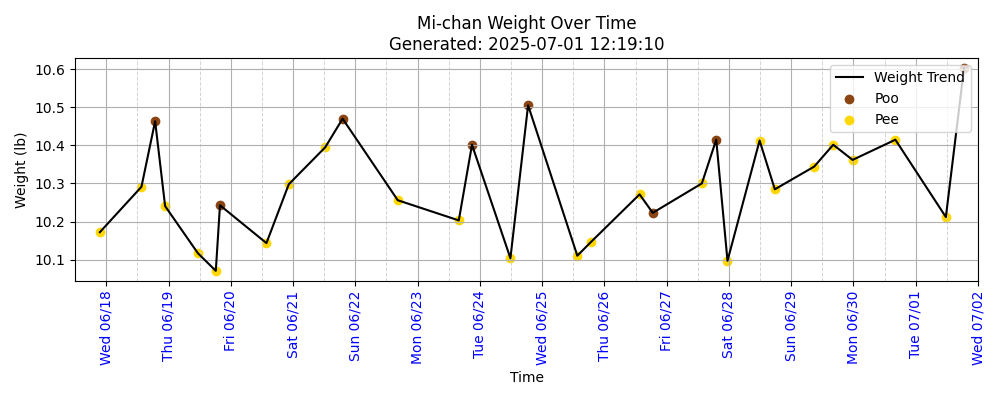 Mi-chan Weight Over Time
Generated: 2025-07-01 12:19:10
Weight (lb)
10.6
10.5
10.4
10.3
10.2
10.1
Weight Trend
Poo
Pee
Wed 06/18
Thu 06/19
Fri 06/20
Sat 06/21
Sun 06/22
Mon 06/23
Tue 06/24
Wed 06/25
Thu 06/26
Fri 06/27
Sat 06/28
Sun 06/29
Mon 06/30
Tue 07/01
Wed 07/02
Time